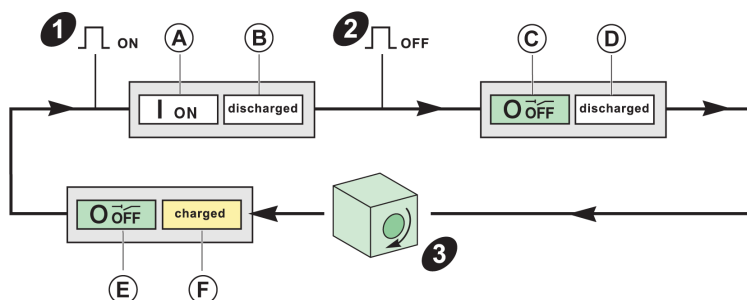 1 ON A B 2 OFF C D
I ON discharged O OFF discharged
O OFF charged
E F 3